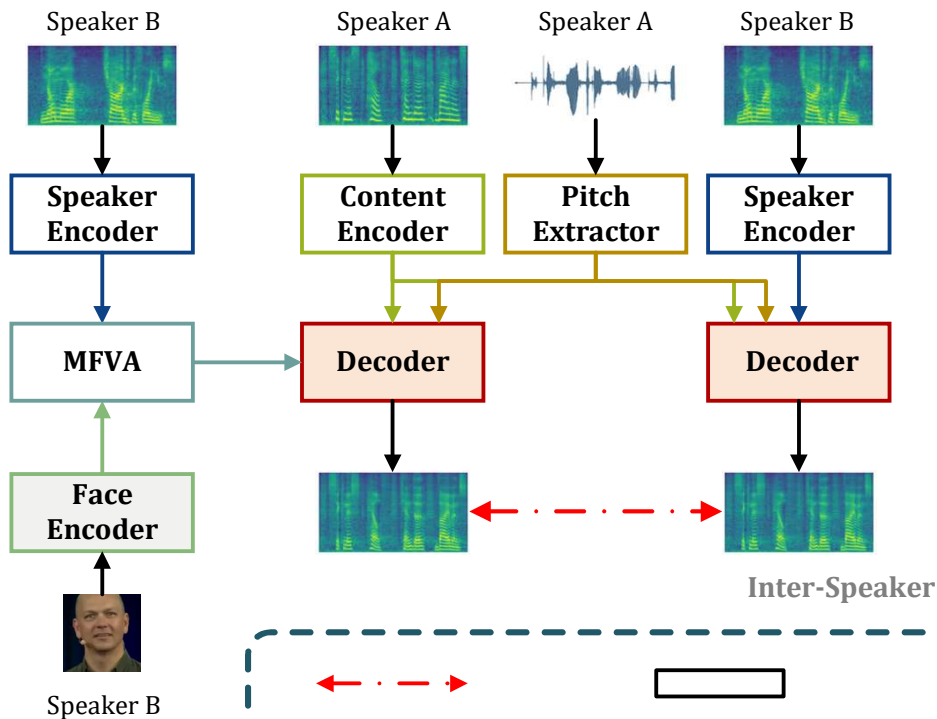 Speaker B
Speaker A
Speaker A
Speaker B
Speaker
Encoder
Content
Encoder
Pitch
Extractor
Speaker
Encoder
MFVA
Decoder
Decoder
Face
Encoder
Inter-Speaker
Speaker B